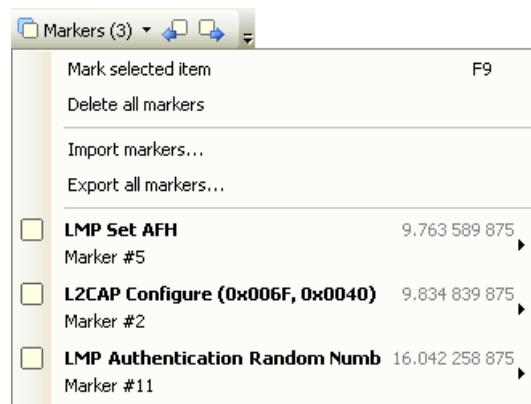 Markers (3)
Mark selected item F9
Delete all markers
Import markers...
Export all markers...
LMP Set AFH 9.763 589 875
Marker #5
L2CAP Configure (0x006F, 0x0040) 9.834 839 875
Marker #2
LMP Authentication Random Numb 16.042 258 875
Marker #11